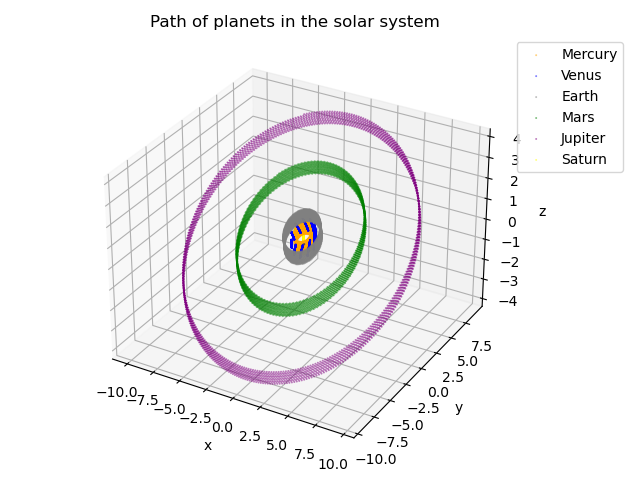 Path of planets in the solar system
Mercury
Venus
Earth
Mars
Jupiter
Saturn
4
3
2
1
0
−1
−2
−3
−4
z
−10.0
−7.5
−5.0
−2.5
0.0
2.5
5.0
7.5
10.0
x
7.5
5.0
2.5
0.0
−2.5
−5.0
−7.5
−10.0
y